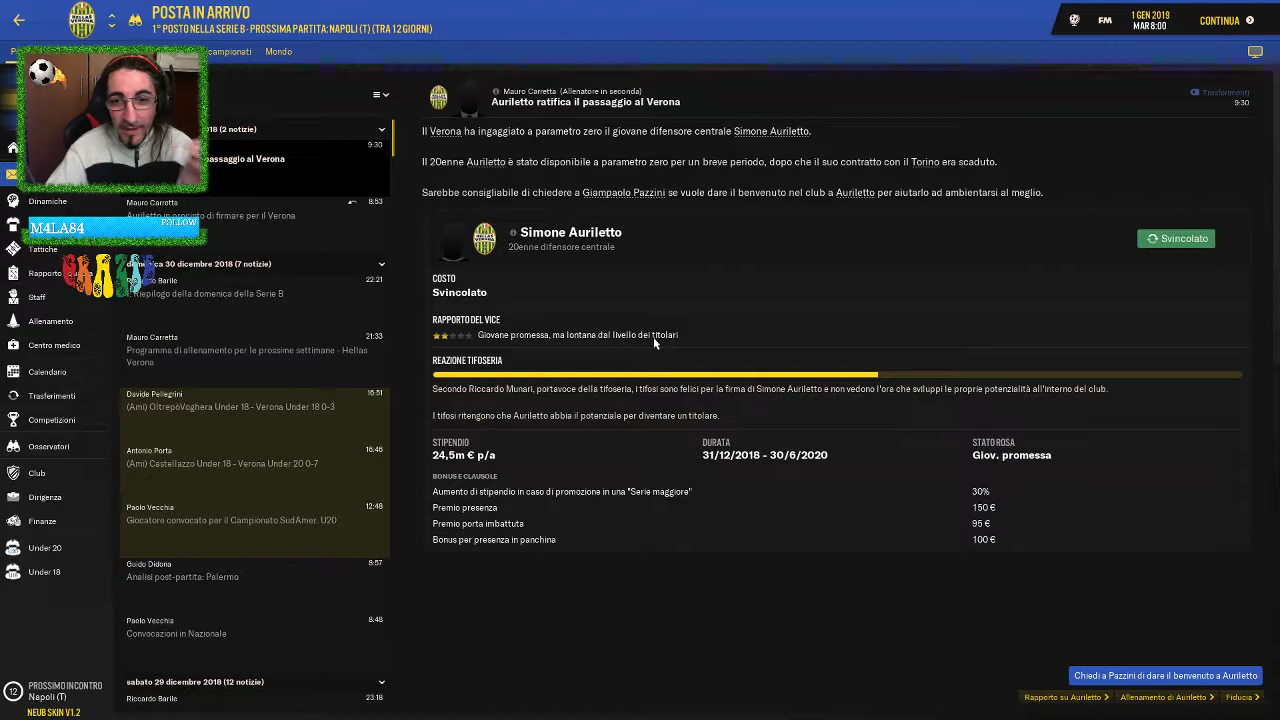 POSTA IN ARRIVO
1° POSTO NELLA SERIE B - PROSSIMA PARTITA: NAPOLI (T) (TRA 12 GIORNI)
FM
1 GEN 2019
MAR 8:00
CONTINUA
campionati
Mondo
2018 (2 notizie)
9:30
passaggio al Verona
Mauro Carretta
8:53
Auriletto in procinto di firmare per il Verona
domenica 30 dicembre 2018 (7 notizie)
Barile
22:21
Riepilogo della domenica della Serie B
Mauro Carretta
21:33
Programma di allenamento per le prossime settimane - Hellas
Verona
Davide Pellegrini
16:51
(Ami) OltrepòVoghera Under 18 - Verona Under 18 0-3
Antonio Porta
16:46
(Ami) Castellazzo Under 18 - Verona Under 20 0-7
Paolo Vecchia
12:48
Giocatore convocato per il Campionato SudAmer. U20
Guido Didona
8:57
Analisi post-partita: Palermo
Paolo Vecchia
8:48
Convocazioni in Nazionale
sabato 29 dicembre 2018 (12 notizie)
Riccardo Barile
23:18
M4LA84
FOLLOW
CRAZIV
Dinamiche
Tattiche
Rapporto
Staff
Allenamento
Centro medico
Calendario
Trasferimenti
Competizioni
Osservatori
Club
Dirigenza
Finanze
Under 20
Under 18
12
PROSSIMO INCONTRO
Napoli (T)
NEUB SKIN V1.2
Mauro Carretta (Allenatore in seconda)
Auriletto ratifica il passaggio al Verona
Trasferimenti
9:30
Il Verona ha ingaggiato a parametro zero il giovane difensore centrale Simone Auriletto.
Il 20enne Auriletto è stato disponibile a parametro zero per un breve periodo, dopo che il suo contratto con il Torino era scaduto.
Sarebbe consigliabile di chiedere a Giampaolo Pazzini se vuole dare il benvenuto nel club a Auriletto per aiutarlo ad ambientarsi al meglio.
Simone Auriletto
20enne difensore centrale
Svincolato
COSTO
Svincolato
RAPPORTO DEL VICE
Giovane promessa, ma lontana dal livello dei titolari
REAZIONE TIFOSERIA
Secondo Riccardo Munari, portavoce della tifoseria, i tifosi sono felici per la firma di Simone Auriletto e non vedono l'ora che sviluppi le proprie potenzialità all'interno del club.
I tifosi ritengono che Auriletto abbia il potenziale per diventare un titolare.
STIPENDIO
DURATA
STATO ROSA
24,5m € p/a
31/12/2018 - 30/6/2020
Giov. promessa
BONUS E CLAUSOLE
Aumento di stipendio in caso di promozione in una "Serie maggiore"
30%
Premio presenza
150 €
Premio porta imbattuta
95 €
Bonus per presenza in panchina
100 €
Chiedi a Pazzini di dare il benvenuto a Auriletto
Rapporto su Auriletto
Allenamento di Auriletto
Fiducia